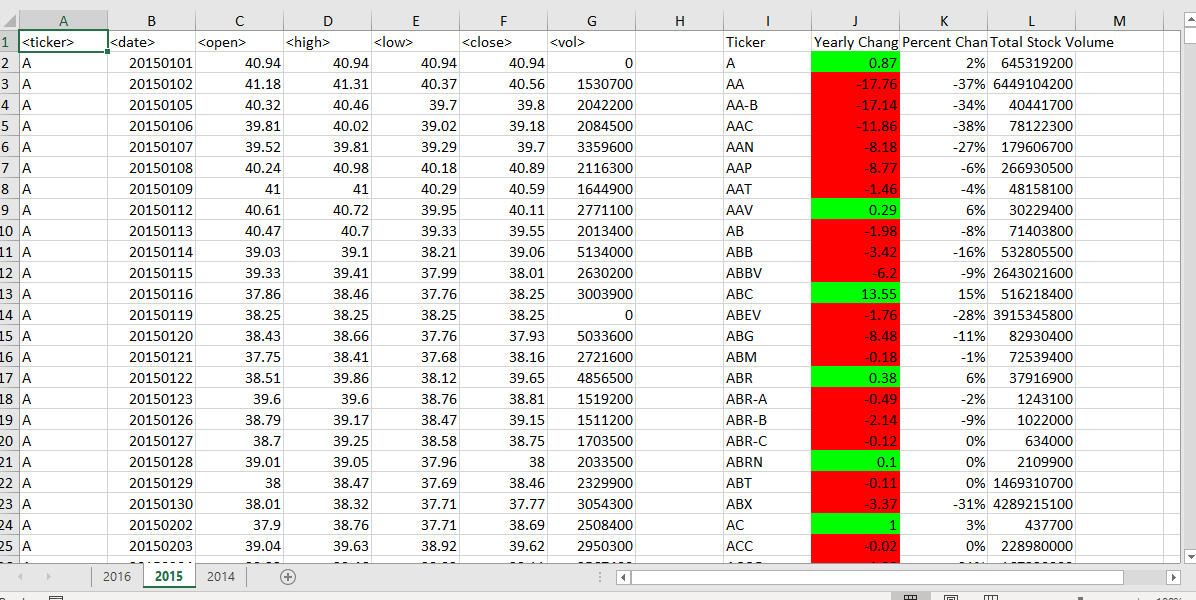 A B C D E F G H I J K L M
1 <ticker> <date> <open> <high> <low> <close> <vol> Ticker Yearly Chang Percent Chan Total Stock Volume
2 A 20150101 40.94 40.94 40.94 40.94 0 A 0.87 2% 645319200
3 A 20150102 41.18 41.31 40.37 40.56 1530700 AA -17.76 -37% 6449104200
4 A 20150105 40.32 40.46 39.7 39.8 2042200 AA-B -17.14 -34% 40441700
5 A 20150106 39.81 40.02 39.02 39.18 2084500 AAC -11.86 -38% 78122300
6 A 20150107 39.52 39.81 39.29 39.7 3359600 AAN -8.18 -27% 179606700
7 A 20150108 40.24 40.98 40.18 40.89 2116300 AAP -8.77 -6% 266930500
8 A 20150109 41 41 40.29 40.59 1644900 AAT -1.46 -4% 48158100
9 A 20150112 40.61 40.72 39.95 40.11 2771100 AAV 0.29 6% 30229400
10 A 20150113 40.47 40.7 39.33 39.55 2013400 AB -1.98 -8% 71403800
11 A 20150114 39.03 39.1 38.21 39.06 5134000 ABB -3.42 -16% 532805500
12 A 20150115 39.33 39.41 37.99 38.01 2630200 ABBV -6.2 -9% 2643021600
13 A 20150116 37.86 38.46 37.76 38.25 3003900 ABC 13.55 15% 516218400
14 A 20150119 38.25 38.25 38.25 38.25 0 ABEV -1.76 -28% 3915345800
15 A 20150120 38.43 38.66 37.76 37.93 5033600 ABG -8.48 -11% 82930400
16 A 20150121 37.75 38.41 37.68 38.16 2721600 ABM -0.18 -1% 72539400
17 A 20150122 38.51 39.86 38.12 39.65 4856500 ABR 0.38 6% 37916900
18 A 20150123 39.6 39.6 38.76 38.81 1519200 ABR-A -0.49 -2% 1243100
19 A 20150126 38.79 39.17 38.47 39.15 1511200 ABR-B -2.14 -9% 1022000
20 A 20150127 38.7 39.25 38.58 38.75 1703500 ABR-C -0.12 0% 634000
21 A 20150128 39.01 39.05 37.96 38 2033500 ABRN 0.1 0% 2109900
22 A 20150129 38 38.47 37.69 38.46 2329900 ABT -0.11 0% 1469310700
23 A 20150130 38.01 38.32 37.71 37.77 3054300 ABX -3.37 -31% 4289215100
24 A 20150202 37.9 38.76 37.71 38.69 2508400 AC 1 3% 437700
25 A 20150203 39.04 39.63 38.92 39.62 2950300 ACC -0.02 0% 228980000
2016 2015 2014